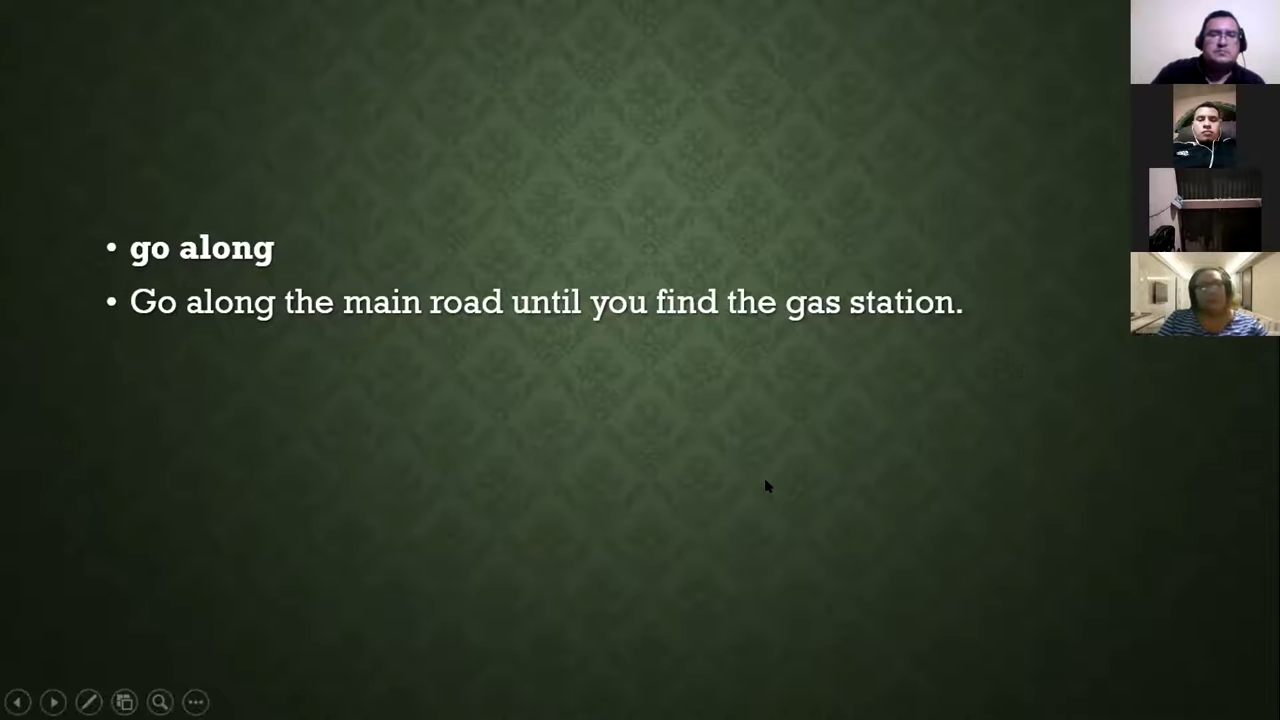 go along
Go along the main road until you find the gas station.